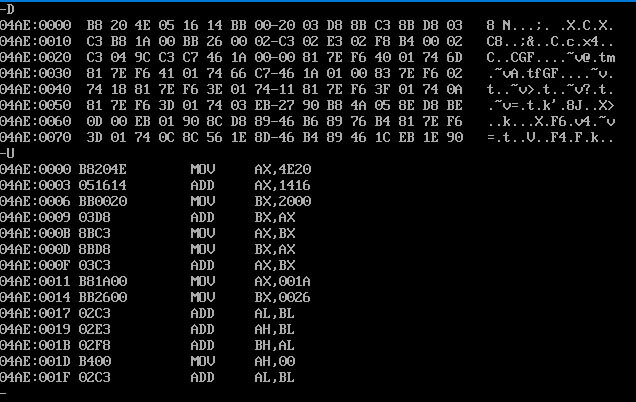 -D
04AE:0000  B8 20 4E 05 16 14 BB 00-20 03 D8 8B C3 8B D8 03   8 N...;. .X.C.X.
04AE:0010  C3 B8 1A 00 BB 26 00 02-C3 02 E3 02 F8 B4 00 02   C8..;&..C.c.x4..
04AE:0020  C3 04 9C C3 C7 46 1A 00-00 81 7E F6 40 01 74 6D   C..CGF....~v@.tm
04AE:0030  81 7E F6 41 01 74 66 C7-46 1A 01 00 83 7E F6 02   .~vA.tfGF....~v.
04AE:0040  74 18 81 7E F6 3E 01 74-11 81 7E F6 3F 01 74 0A   t..~v>.t..~v?.t.
04AE:0050  81 7E F6 3D 01 74 03 EB-27 90 B8 4A 05 8E D8 BE   .~v=.t.k'.8J..X>
04AE:0060  0D 00 EB 01 90 8C D8 89-46 B6 89 76 B4 81 7E F6   ..k...X.F6.v4.~v
04AE:0070  3D 01 74 0C 8C 56 1E 8D-46 B4 89 46 1C EB 1E 90   =.t..V..F4.F.k..
-U
04AE:0000 B8204E        MOV     AX,4E20
04AE:0003 051614        ADD     AX,1416
04AE:0006 BB0020        MOV     BX,2000
04AE:0009 03D8          ADD     BX,AX
04AE:000B 8BC3          MOV     AX,BX
04AE:000D 8BD8          MOV     BX,AX
04AE:000F 03C3          ADD     AX,BX
04AE:0011 B81A00        MOV     AX,001A
04AE:0014 BB2600        MOV     BX,0026
04AE:0017 02C3          ADD     AL,BL
04AE:0019 02E3          ADD     AH,BL
04AE:001B 02F8          ADD     BH,AL
04AE:001D B400          MOV     AH,00
04AE:001F 02C3          ADD     AL,BL
-